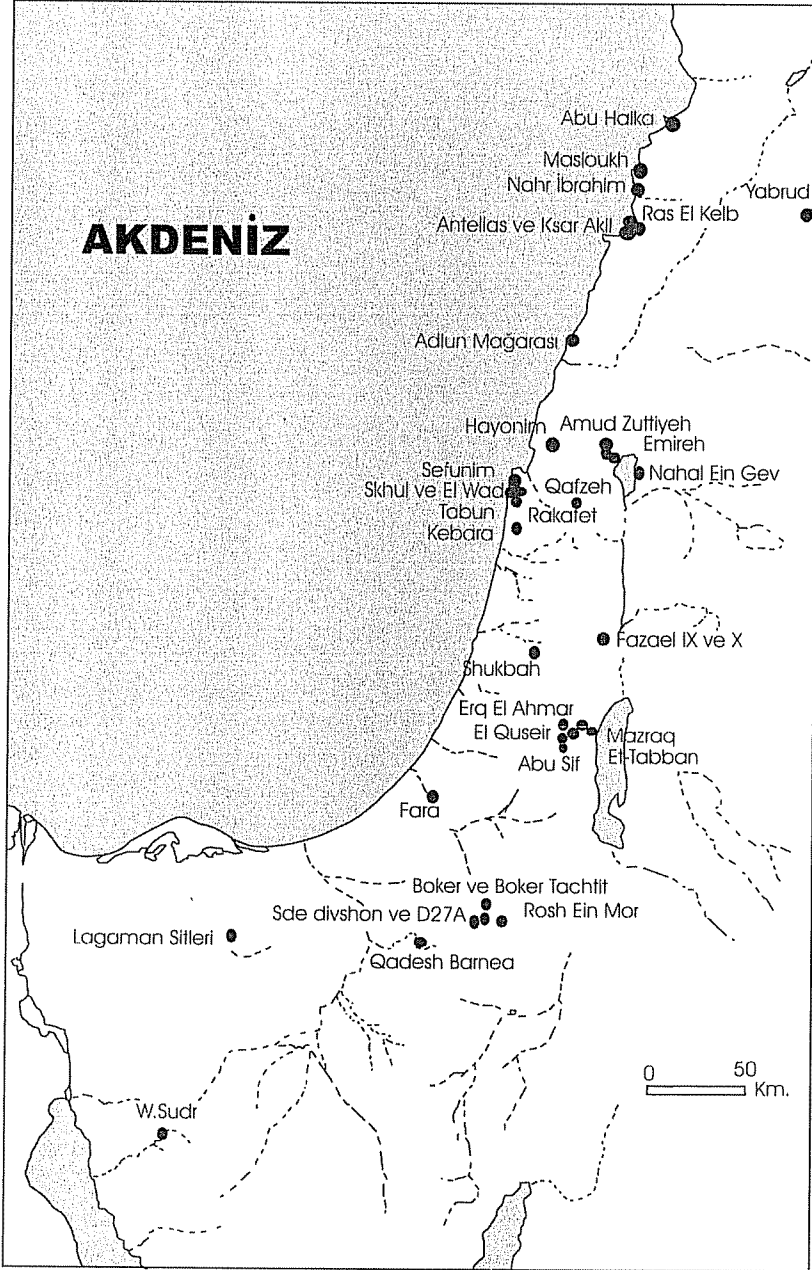 Abu Halka
Masloukh
Nahr İbrahim
Yabrud
Ras El Kelb
Antelias ve Ksar Akil
AKDENİZ
Adlun Mağarası
Hayonim
Amud Zuttiyeh
Emireh
Sefunim
Nahal Ein Gev
Skhul ve El Wad
Qafzeh
Tabun
Rakafet
Kebara
Fazael IX ve X
Shukbah
Erq El Ahmar
El Quseir
Mazraq
Et-Tabban
Abu Sif
Fara
Boker ve Boker Tachtit
Sde divshon ve D27A
Rosh Ein Mor
Lagaman Sitleri
Qadesh Barnea
0 50
Km.
W.Sudr